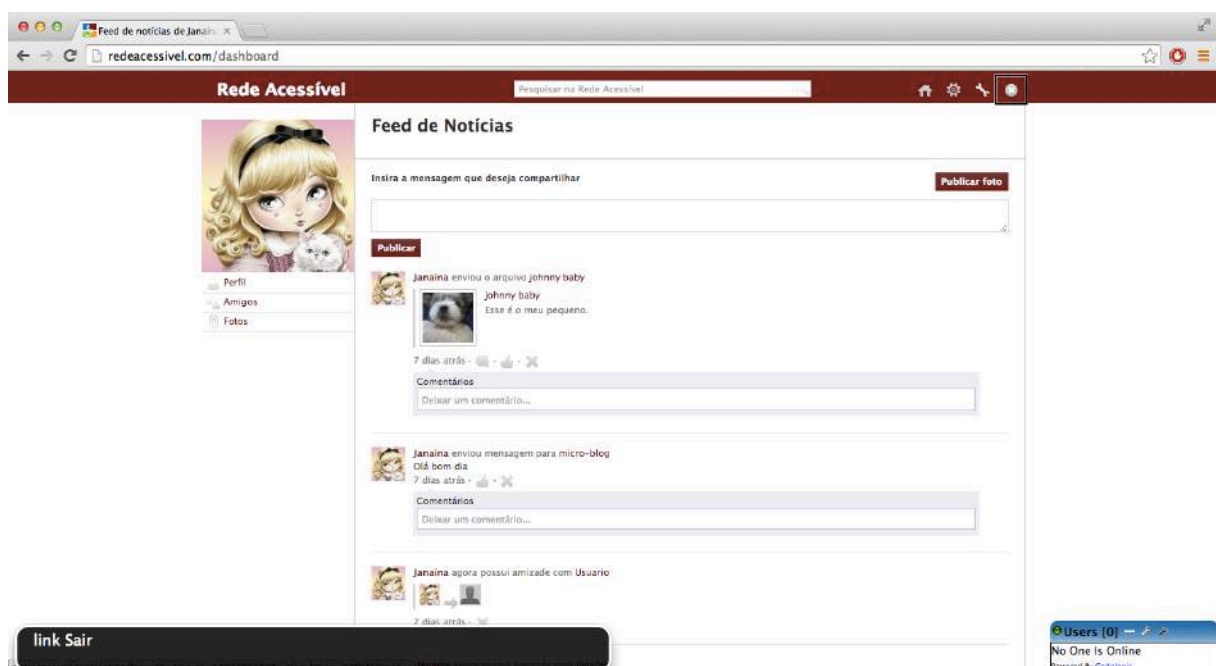 Feed de notícias de Janain
redeacessivel.com/dashboard
Rede Acessível
Pesquisar na Rede Acessível
Feed de Notícias
Insira a mensagem que deseja compartilhar
Publicar foto
Publicar
Perfil
Amigos
Fotos
Janaina enviou o arquivo johnny baby
johnny baby
Esse é o meu pequeno.
7 dias atrás - - -
Comentários
Deixar um comentário...
Janaina enviou mensagem para micro-blog
Olá bom dia
7 dias atrás - -
Comentários
Deixar um comentário...
Janaina agora possui amizade com Usuario
7 dias atrás -
link Sair
Users [0]
No One Is Online
Powered By